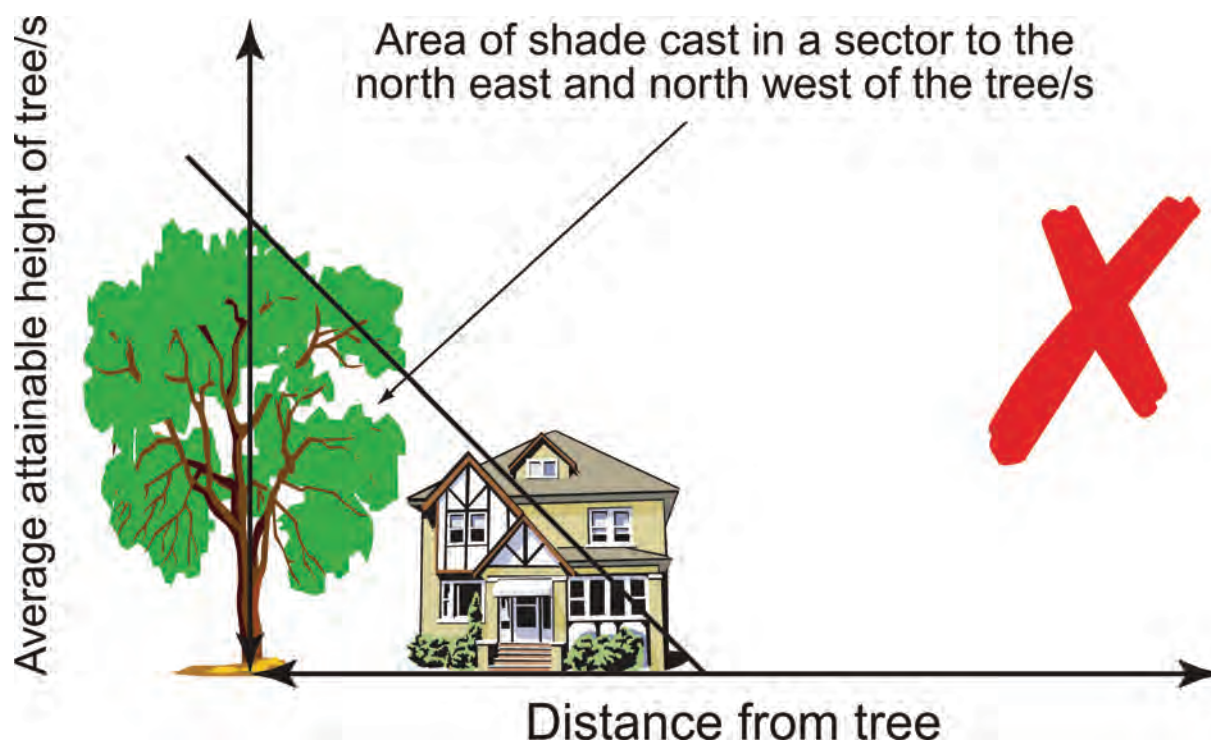 Average attainable height of tree/s
Area of shade cast in a sector to the
north east and north west of the tree/s
Distance from tree